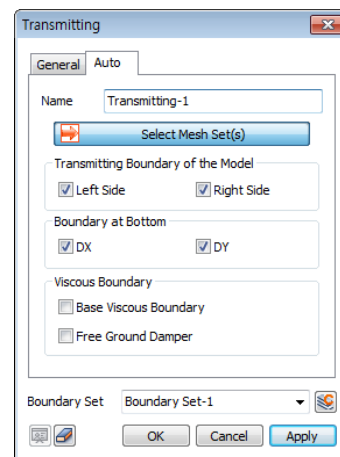 Transmitting
General Auto
Name Transmitting-1
Select Mesh Set(s)
Transmitting Boundary of the Model
Left Side Right Side
Boundary at Bottom
DX DY
Viscous Boundary
Base Viscous Boundary
Free Ground Damper
Boundary Set Boundary Set-1
OK Cancel Apply